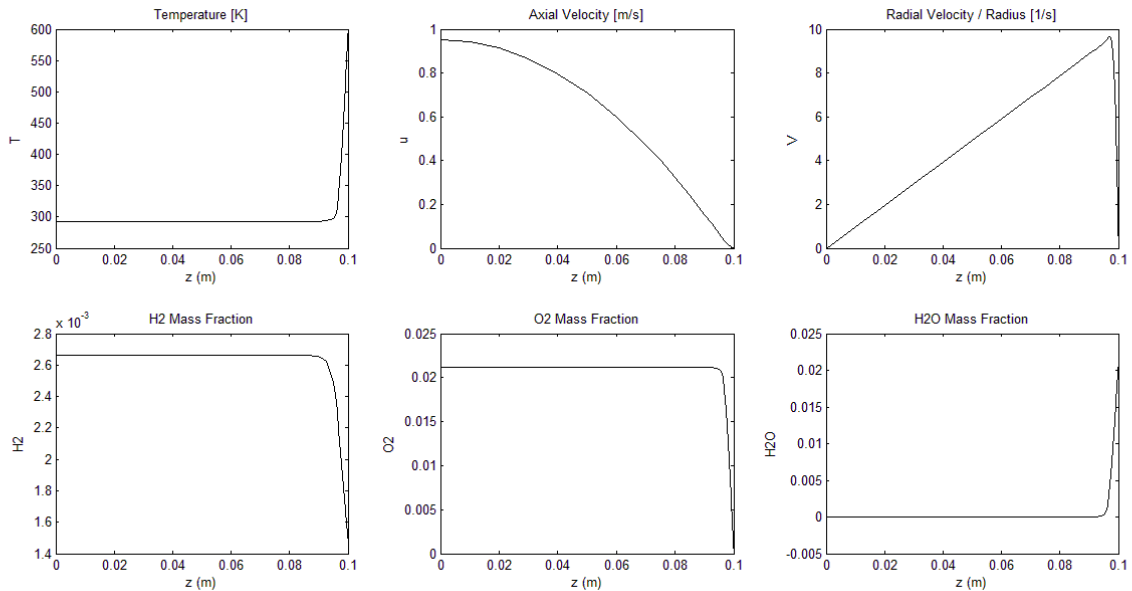 Temperature [K]
600
550
500
450
400
350
300
250
T
0 0.02 0.04 0.06 0.08 0.1
z (m)
Axial Velocity [m/s]
1
0.8
0.6
0.4
0.2
0
u
0 0.02 0.04 0.06 0.08 0.1
z (m)
Radial Velocity / Radius [1/s]
10
8
6
4
2
0
V
0 0.02 0.04 0.06 0.08 0.1
z (m)
H2 Mass Fraction
x 10^-3
2.8
2.6
2.4
2.2
2
1.8
1.6
1.4
H2
0 0.02 0.04 0.06 0.08 0.1
z (m)
O2 Mass Fraction
0.025
0.02
0.015
0.01
0.005
0
O2
0 0.02 0.04 0.06 0.08 0.1
z (m)
H2O Mass Fraction
0.025
0.02
0.015
0.01
0.005
0
-0.005
H2O
0 0.02 0.04 0.06 0.08 0.1
z (m)